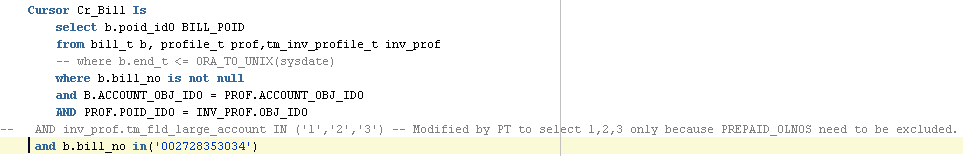 Cursor Cr_Bill Is
select b.poid_id0 BILL_POID
from bill_t b, profile_t prof,tm_inv_profile_t inv_prof
-- where b.end_t <= ORA_TO_UNIX(sysdate)
where b.bill_no is not null
and B.ACCOUNT_OBJ_ID0 = PROF.ACCOUNT_OBJ_ID0
AND PROF.POID_ID0 = INV_PROF.OBJ_ID0
-- AND inv_prof.tm_fld_large_account IN ('1','2','3') -- Modified by PT to select 1,2,3 only because PREPAID_OLNOS need to be excluded.
and b.bill_no in('002728353034')